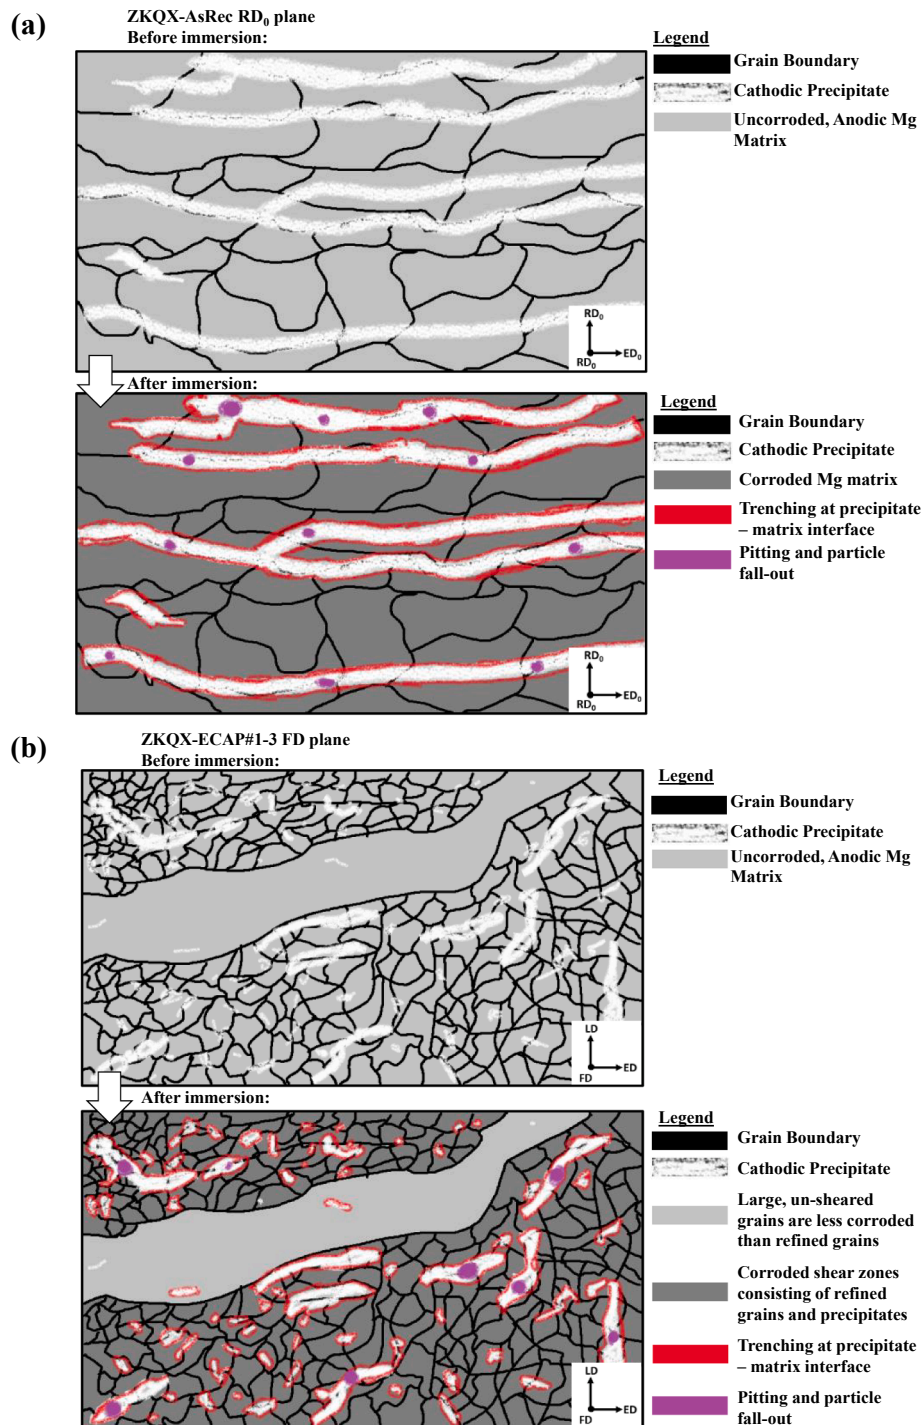 (a)
ZKQX-AsRec RD₀ plane
Before immersion:
Legend
Grain Boundary
Cathodic Precipitate
Uncorroded, Anodic Mg
Matrix
RD₀
ED₀
RD₀
After immersion:
Legend
Grain Boundary
Cathodic Precipitate
Corroded Mg matrix
Trenching at precipitate
– matrix interface
Pitting and particle
fall-out
RD₀
ED₀
RD₀
(b)
ZKQX-ECAP#1-3 FD plane
Before immersion:
Legend
Grain Boundary
Cathodic Precipitate
Uncorroded, Anodic Mg
Matrix
LD
ED
FD
After immersion:
Legend
Grain Boundary
Cathodic Precipitate
Large, un-sheared
grains are less corroded
than refined grains
Corroded shear zones
consisting of refined
grains and precipitates
Trenching at precipitate
– matrix interface
Pitting and particle
fall-out
LD
ED
FD